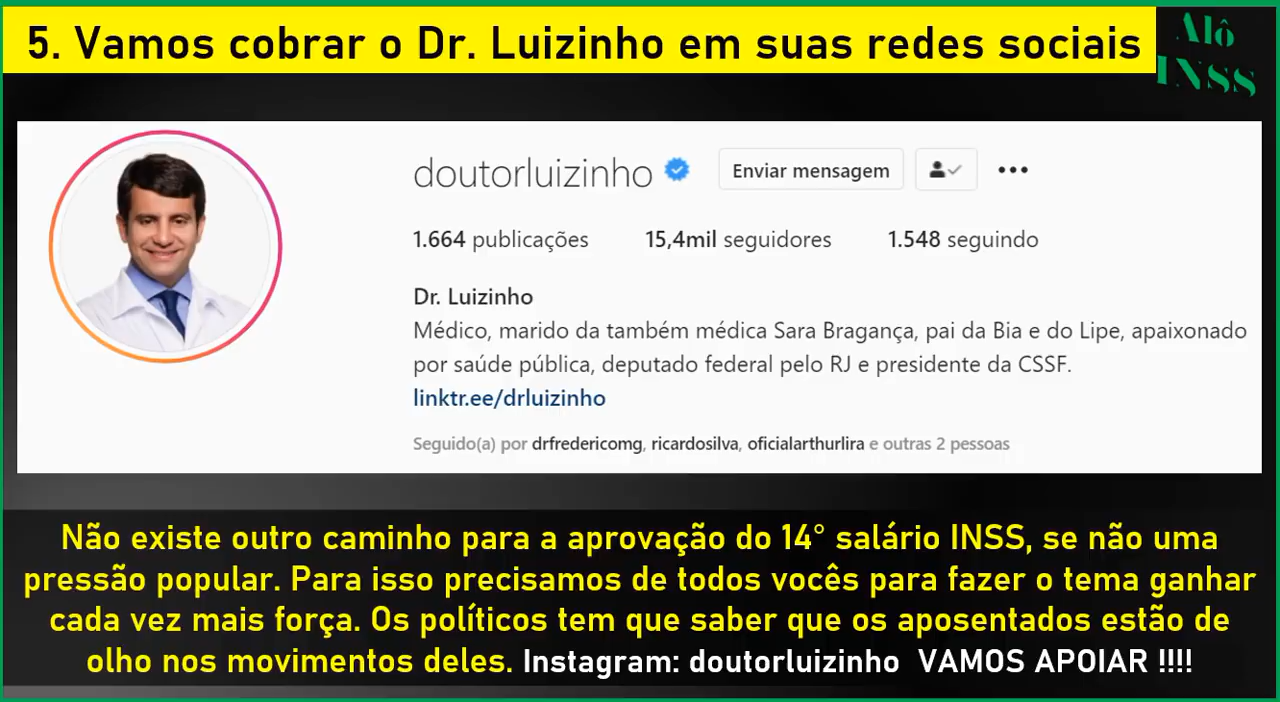 5. Vamos cobrar o Dr. Luizinho em suas redes sociais
Alô
INSS
doutorluizinho
Enviar mensagem
1.664 publicações 15,4mil seguidores 1.548 seguindo
Dr. Luizinho
Médico, marido da também médica Sara Bragança, pai da Bia e do Lipe, apaixonado
por saúde pública, deputado federal pelo RJ e presidente da CSSF.
linktr.ee/drluizinho
Seguido(a) por drfredericomg, ricardosilva, oficialarthurlira e outras 2 pessoas
Não existe outro caminho para a aprovação do 14° salário INSS, se não uma
pressão popular. Para isso precisamos de todos vocês para fazer o tema ganhar
cada vez mais força. Os políticos tem que saber que os aposentados estão de
olho nos movimentos deles. Instagram: doutorluizinho VAMOS APOIAR !!!!